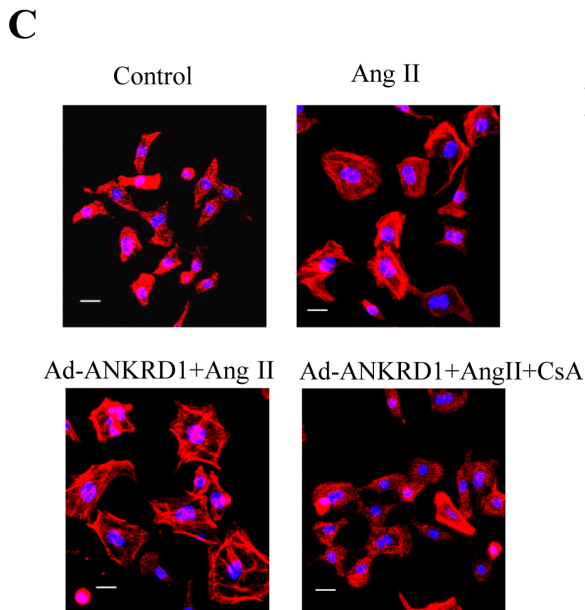 C
Control
Ang II
Ad-ANKRD1+Ang II
Ad-ANKRD1+AngII+CsA